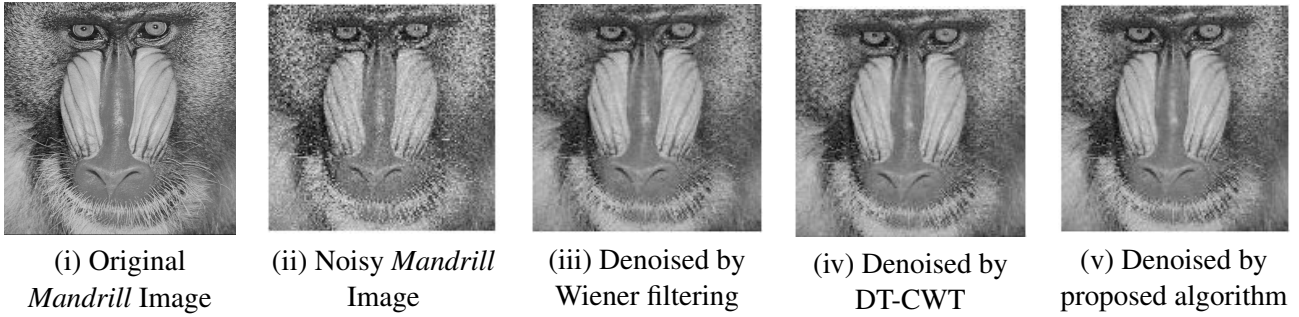 (i) Original
Mandrill Image
(ii) Noisy Mandrill
Image
(iii) Denoised by
Wiener filtering
(iv) Denoised by
DT-CWT
(v) Denoised by
proposed algorithm